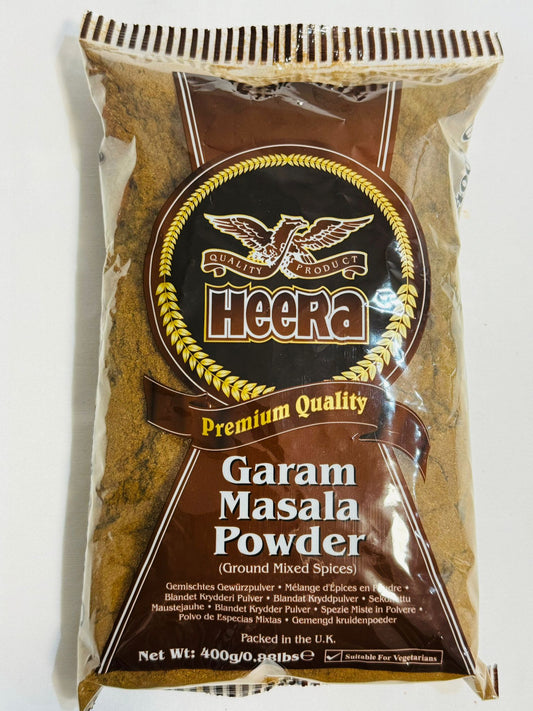 QUALITY PRODUCT
HEERA
Premium Quality
Garam
Masala
Powder
(Ground Mixed Spices)
Gemischtes Gewürzpulver • Mélange d'Épices en Poudre •
Blandet Krydderi Pulver • Blandat Kryddpulver •
Maustejauhe • Blandet Krydder Pulver • Spezie Miste in Polvere •
Polvo de Especias Mixtas • Gemengd kruidenpoeder
Packed in the U.K.
Net Wt: 400g/0.88lbs℮ Suitable For Vegetarians